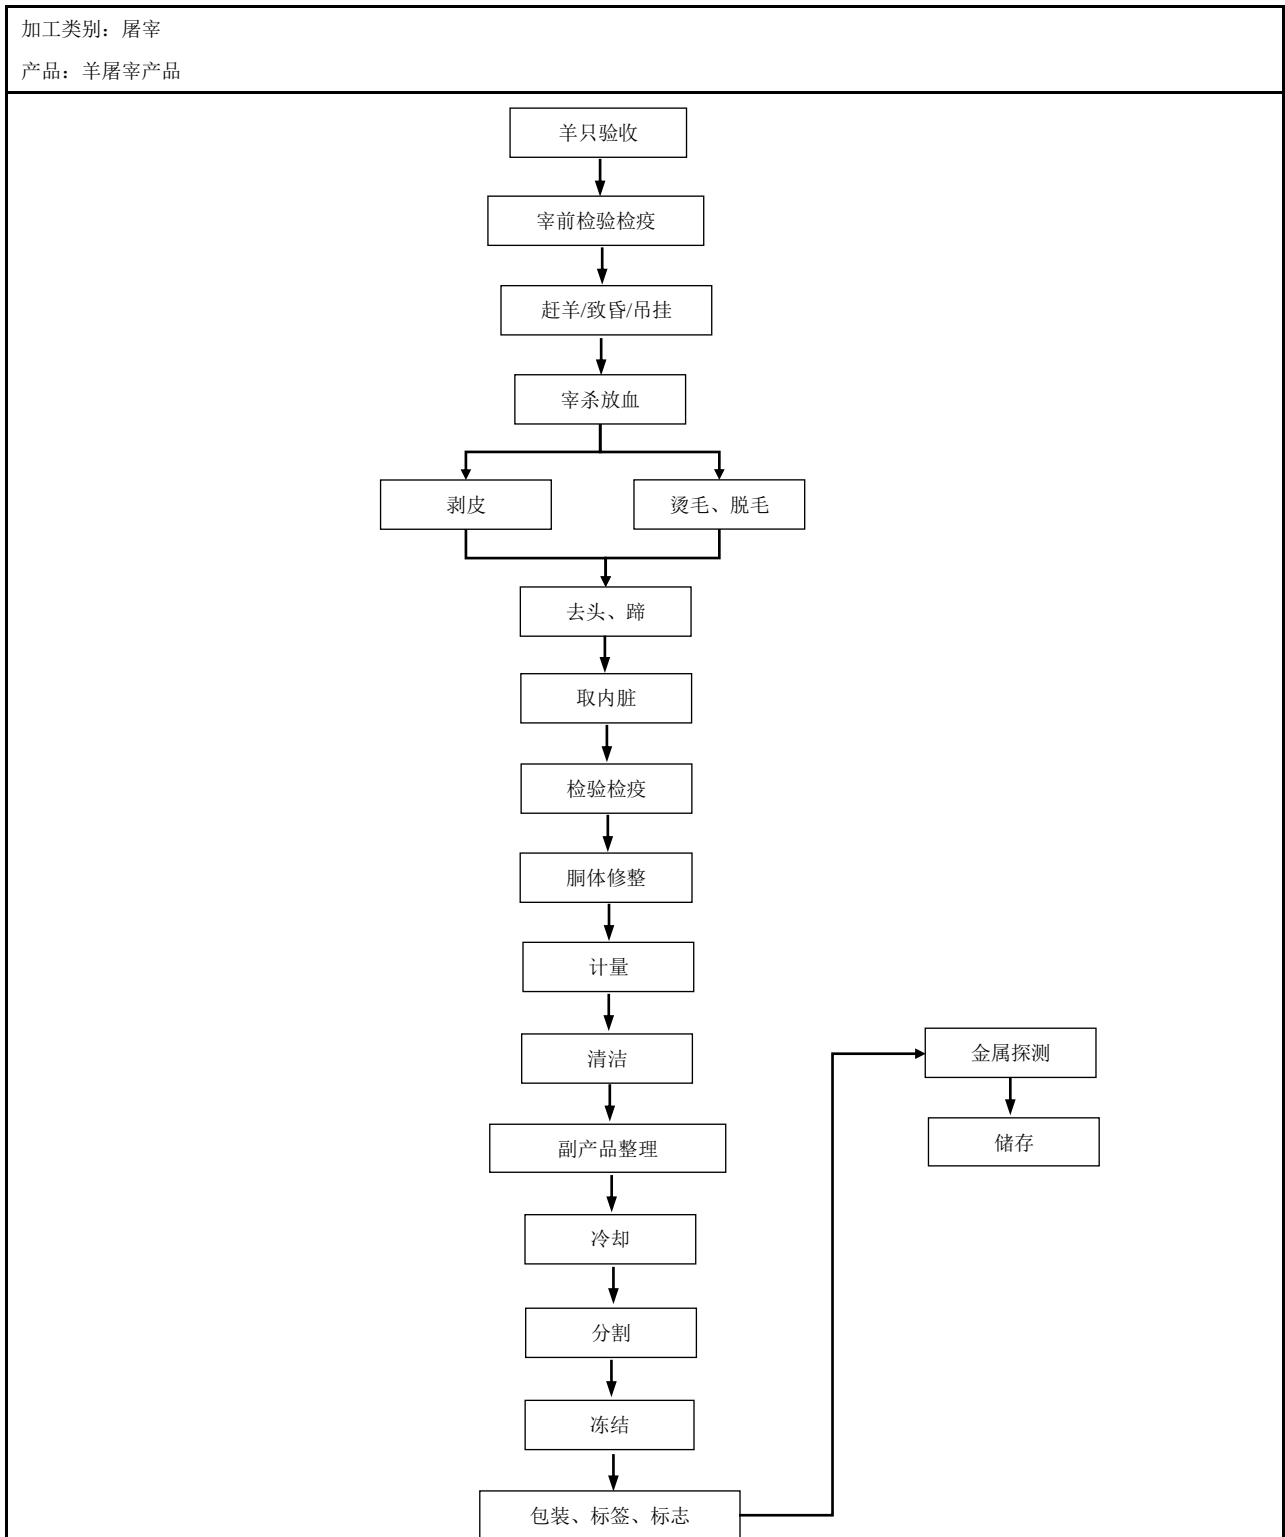 加工类别：屠宰
产品：羊屠宰产品
羊只验收
宰前检验检疫
赶羊/致昏/吊挂
宰杀放血
剥皮
烫毛、脱毛
去头、蹄
取内脏
检验检疫
胴体修整
计量
清洁
副产品整理
冷却
分割
冻结
包装、标签、标志
金属探测
储存